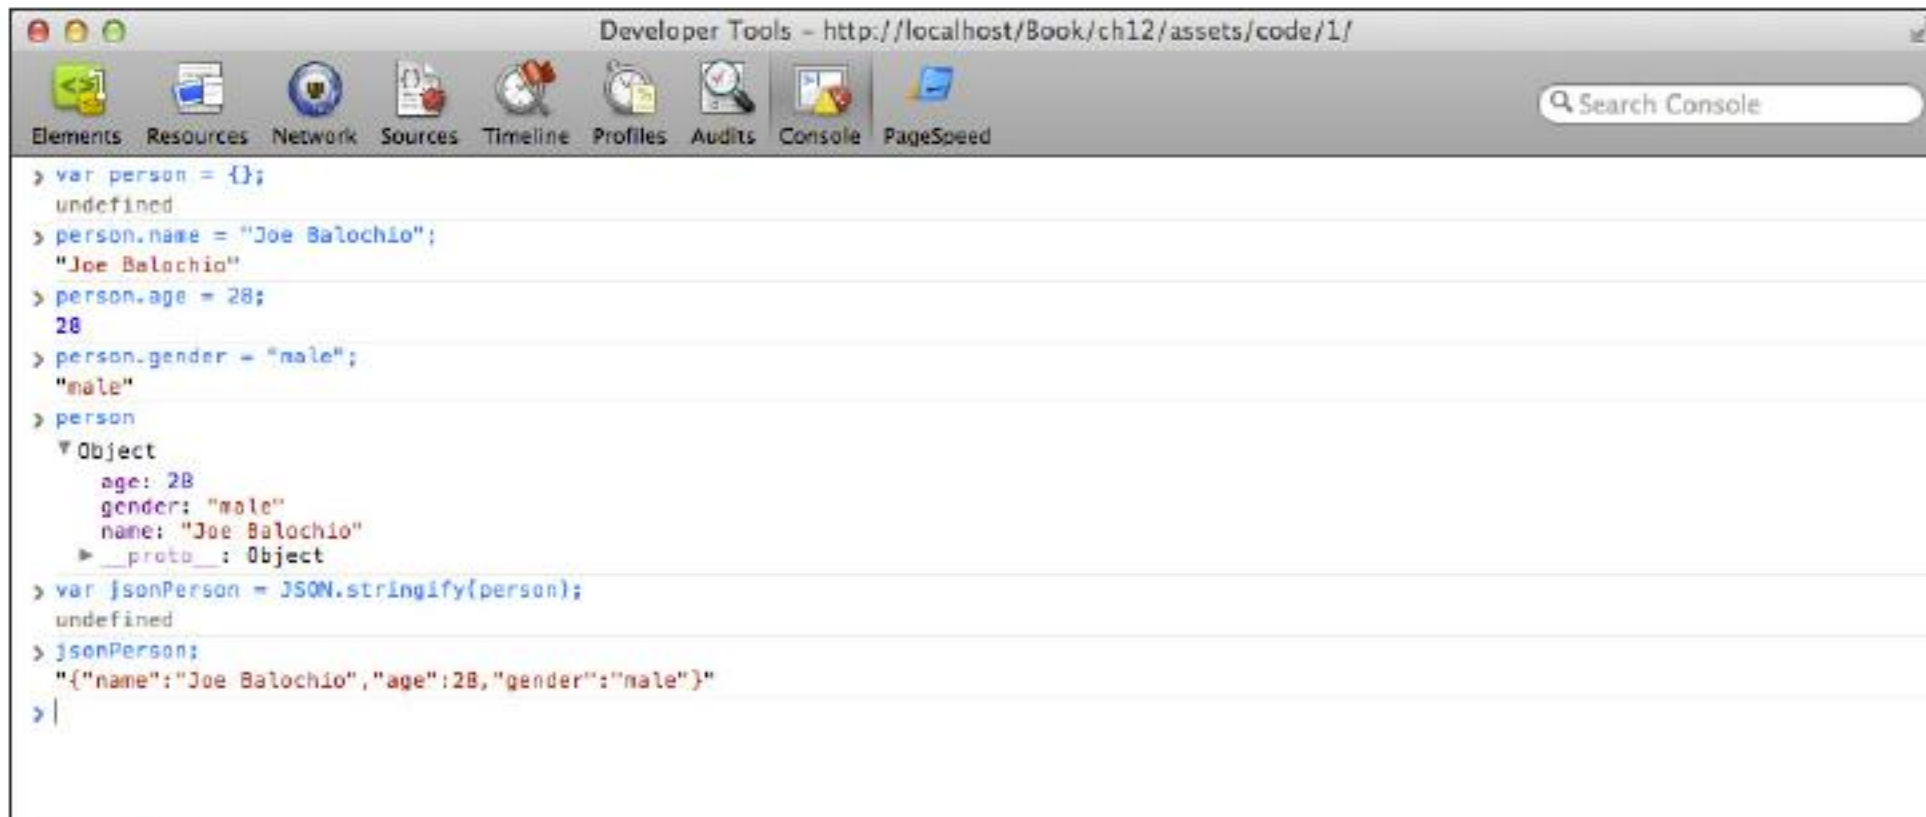 Developer Tools – http://localhost/Book/ch12/assets/code/1/
Elements Resources Network Sources Timeline Profiles Audits Console PageSpeed
Search Console
> var person = {};
undefined
> person.name = "Joe Balochio";
"Joe Balochio"
> person.age = 28;
28
> person.gender = "male";
"male"
> person
▼ Object
age: 28
gender: "male"
name: "Joe Balochio"
▶ __proto__: Object
> var jsonPerson = JSON.stringify(person);
undefined
> jsonPerson;
"{"name":"Joe Balochio","age":28,"gender":"male"}"
>